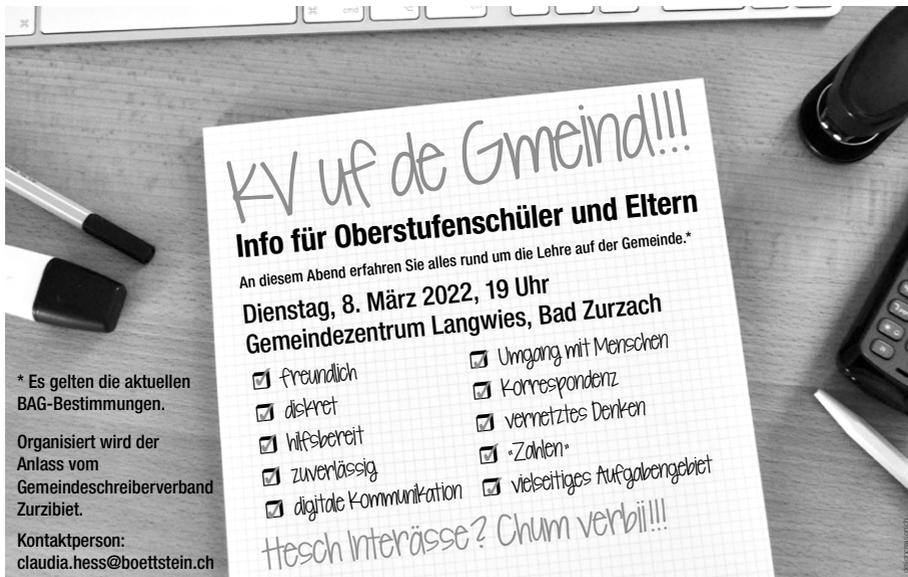 KV uf de Gmeind!!!
Info für Oberstufenschüler und Eltern
An diesem Abend erfahren Sie alles rund um die Lehre auf der Gemeinde.*
Dienstag, 8. März 2022, 19 Uhr
Gemeindezentrum Langwies, Bad Zurzach
freundlich
diskret
hilfsbereit
zuverlässig
digitale Kommunikation
Umgang mit Menschen
Korrespondenz
vernetztes Denken
«Zahlen»
vielseitiges Aufgabengebiet
Hesch Interässe? Chum verbii!!!
* Es gelten die aktuellen
BAG-Bestimmungen.
Organisiert wird der
Anlass vom
Gemeindeschreiberverband
Zurzibiet.
Kontaktperson:
claudia.hess@boettstein.ch